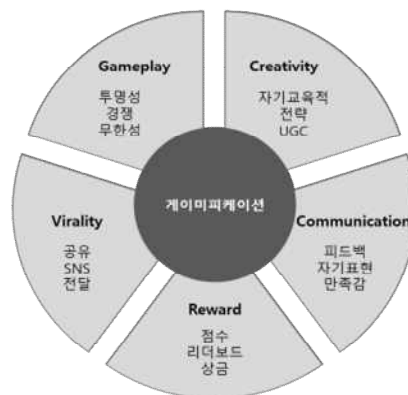 Gameplay
투명성
경쟁
무한성
Creativity
자기교육적
전략
UGC
게이미피케이션
Virality
공유
SNS
전달
Communication
피드백
자기표현
만족감
Reward
점수
리더보드
상금